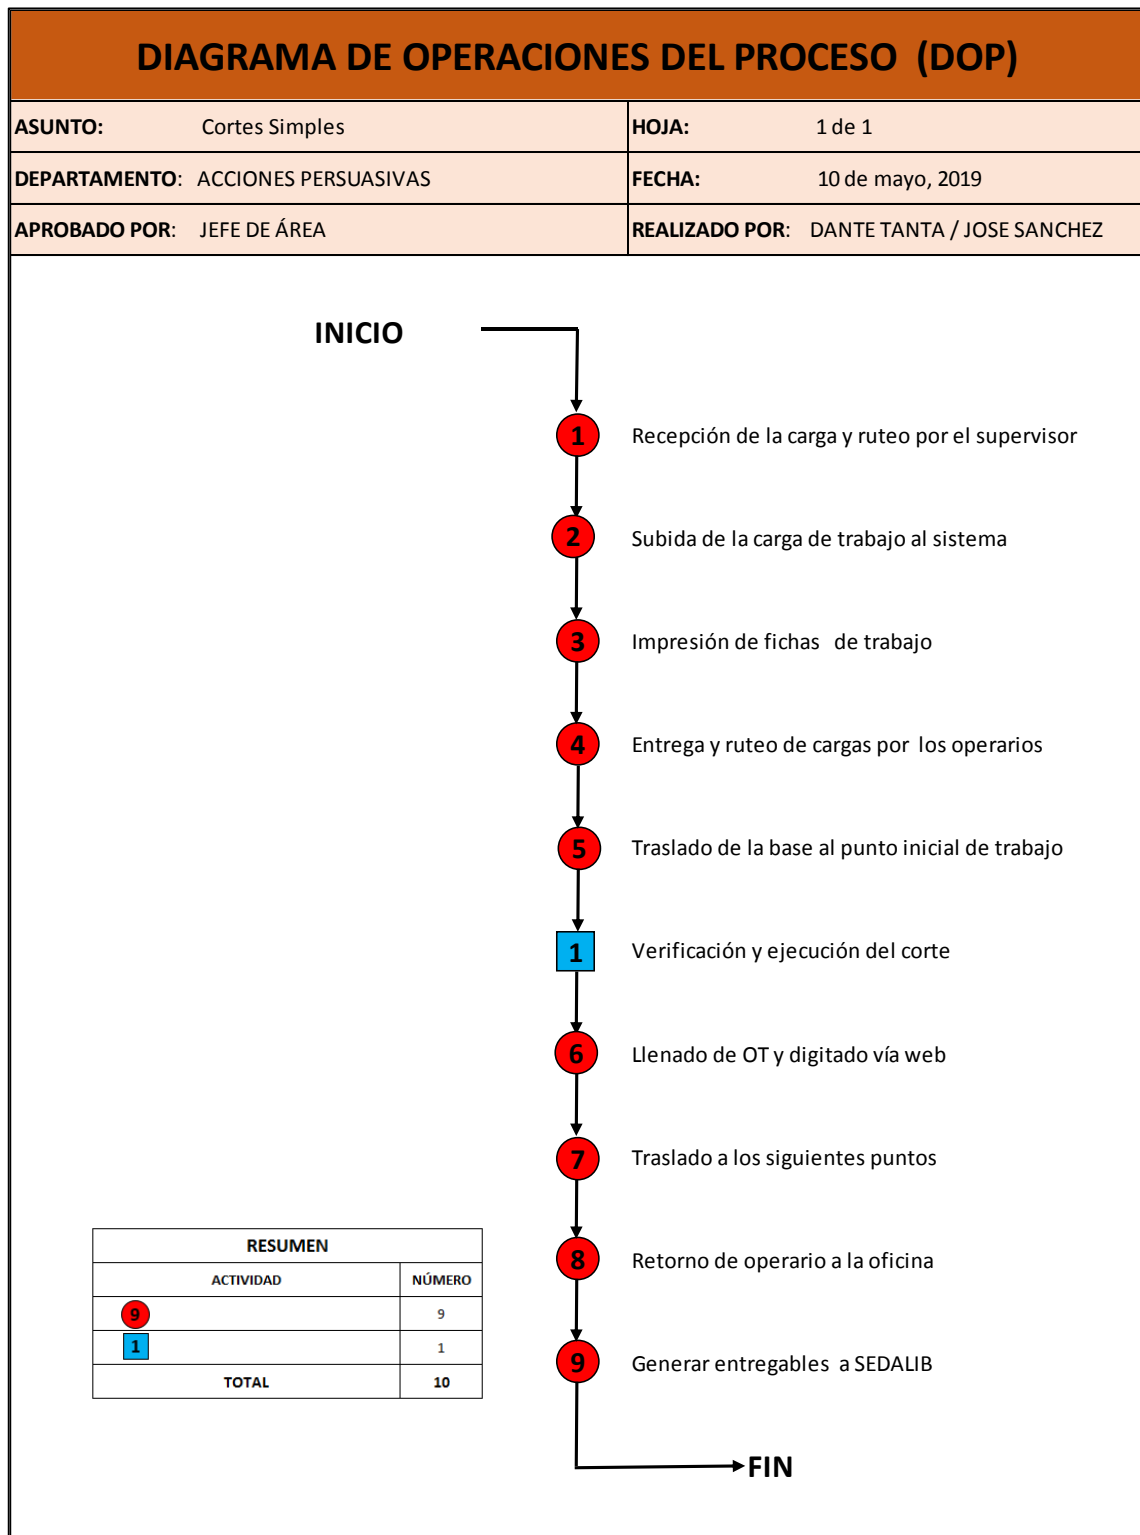 DIAGRAMA DE OPERACIONES DEL PROCESO (DOP)
ASUNTO: Cortes Simples HOJA: 1 de 1
DEPARTAMENTO: ACCIONES PERSUASIVAS FECHA: 10 de mayo, 2019
APROBADO POR: JEFE DE ÁREA REALIZADO POR: DANTE TANTA / JOSE SANCHEZ
INICIO
1 Recepción de la carga y ruteo por el supervisor
2 Subida de la carga de trabajo al sistema
3 Impresión de fichas de trabajo
4 Entrega y ruteo de cargas por los operarios
5 Traslado de la base al punto inicial de trabajo
1 Verificación y ejecución del corte
6 Llenado de OT y digitado vía web
7 Traslado a los siguientes puntos
8 Retorno de operario a la oficina
9 Generar entregables a SEDALIB
FIN
RESUMEN
ACTIVIDAD NÚMERO
9 9
1 1
TOTAL 10